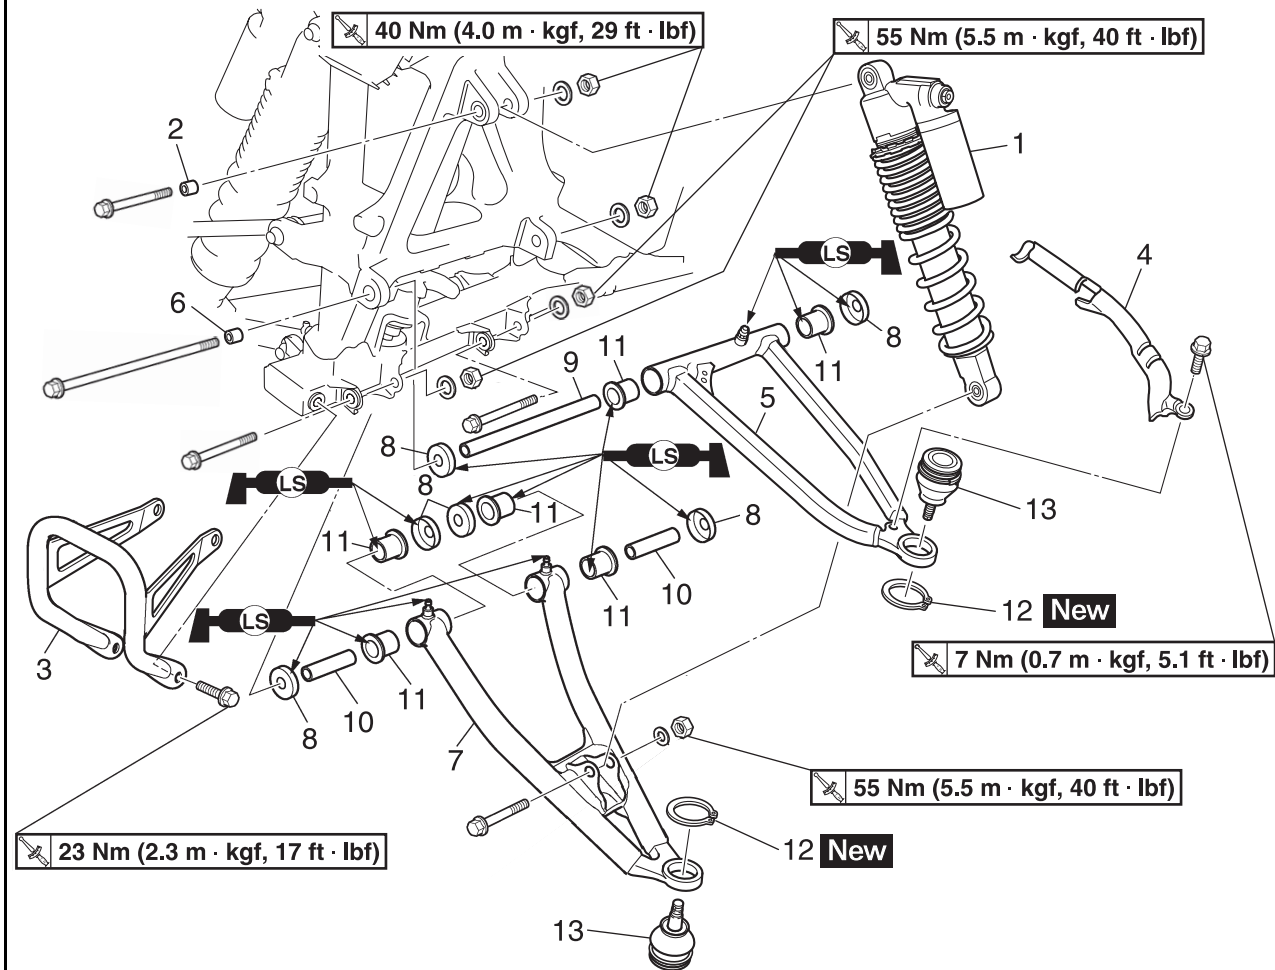 40 Nm (4.0 m · kgf, 29 ft · lbf)
55 Nm (5.5 m · kgf, 40 ft · lbf)
2
1
LS
4
6
8
11
9
11
5
8
LS
8
LS
13
11
8
11
10
11
12 New
LS
3
7 Nm (0.7 m · kgf, 5.1 ft · lbf)
11
10
8
7
55 Nm (5.5 m · kgf, 40 ft · lbf)
23 Nm (2.3 m · kgf, 17 ft · lbf)
12 New
13